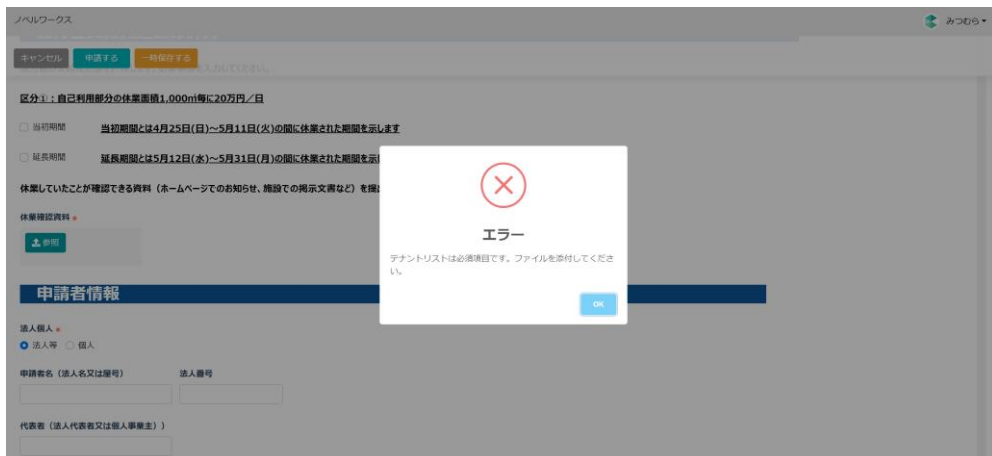 ノベルワークス
みつむら
キャンセル
申請する
一時保存する
入力してください。
区分①：自己利用部分の休業面積1,000㎡毎に20万円／日
当初期間
当初期間とは4月25日(日)～5月11日(火)の間に休業された期間を示します
延長期間
延長期間とは5月12日(水)～5月31日(月)の間に休業された期間を示
休業していたことが確認できる資料（ホームページでのお知らせ、施設での掲示文書など）を提
休業確認資料
参照
エラー
テナントリストは必須項目です。ファイルを添付してくださ
い。
OK
申請者情報
法人個人
法人等
個人
申請者名（法人名又は屋号）
法人番号
代表者（法人代表者又は個人事業主））